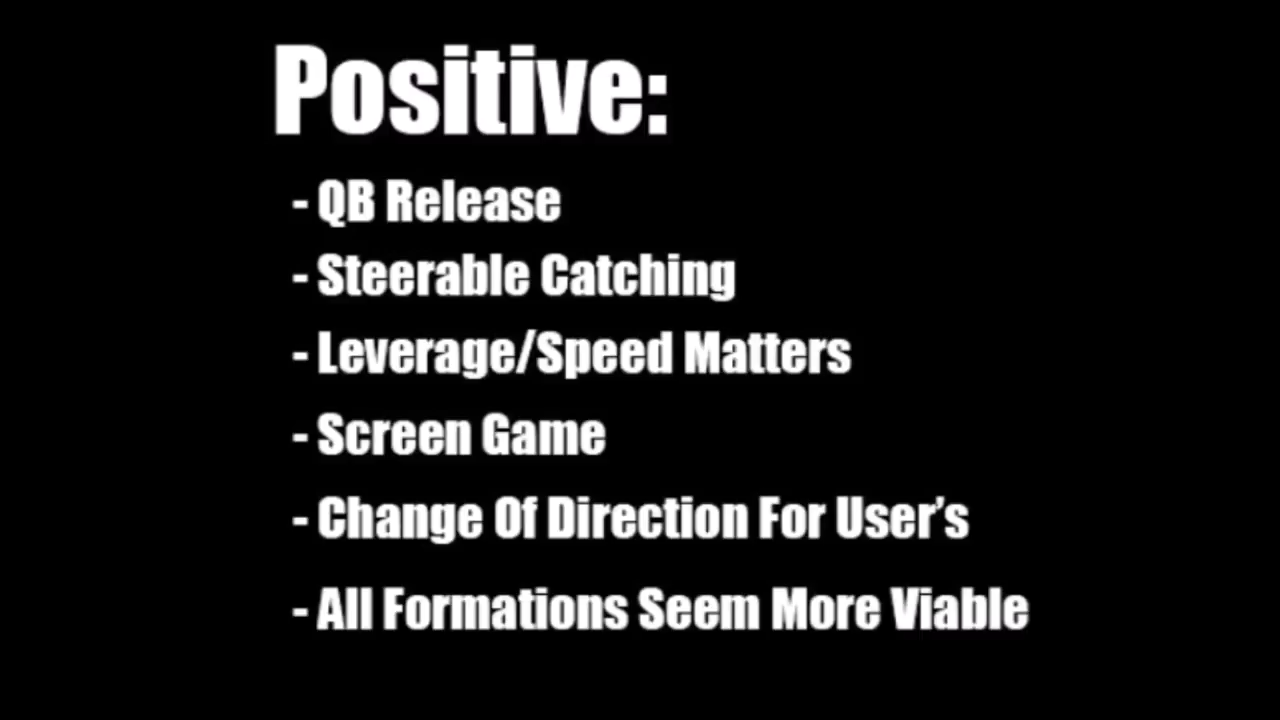 Positive:
- QB Release
- Steerable Catching
- Leverage/Speed Matters
- Screen Game
- Change Of Direction For User's
- All Formations Seem More Viable